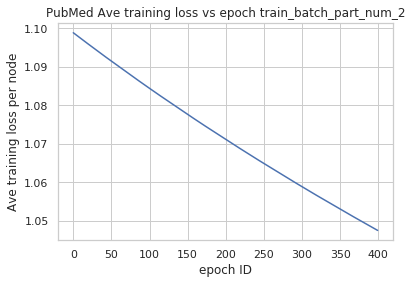 PubMed Ave training loss vs epoch train_batch_part_num_2
1.10
1.09
1.08
1.07
1.06
1.05
Ave training loss per node
0 50 100 150 200 250 300 350 400
epoch ID